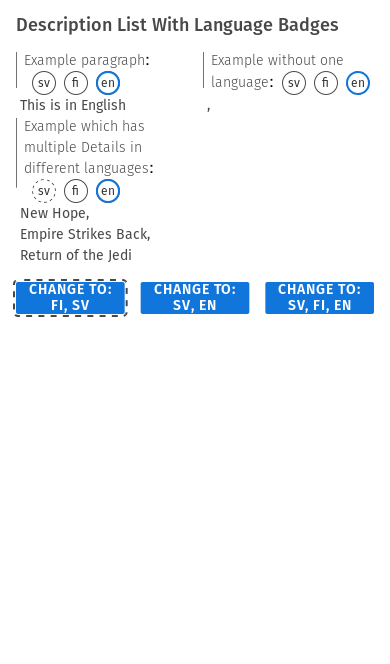 Description List With Language Badges
Example paragraph:
sv fi en
This is in English
Example without one
language: sv fi en
,
Example which has
multiple Details in
different languages:
sv fi en
New Hope,
Empire Strikes Back,
Return of the Jedi
CHANGE TO:
FI, SV
CHANGE TO:
SV, EN
CHANGE TO:
SV, FI, EN